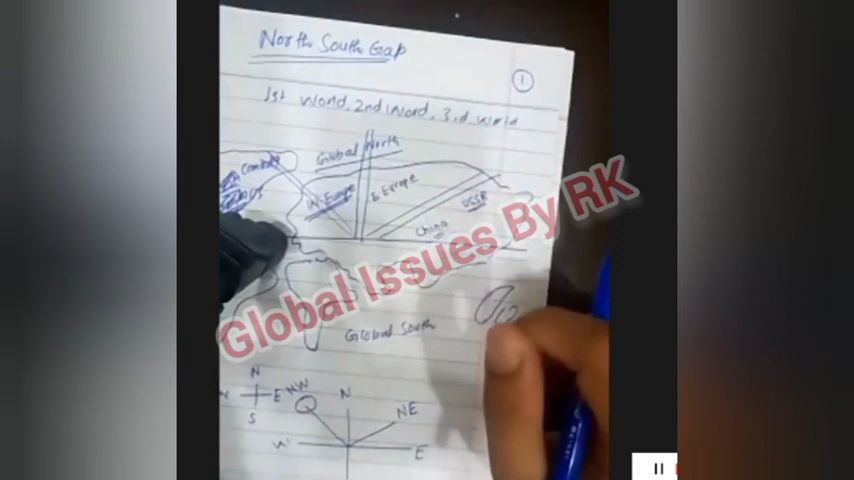 North South Gap
1
1st World, 2nd World, 3rd World
Global North
Canada
US
W. Europe
E. Europe
USSR
China
Global Issues By RK
Global South
N
E
S
NW
N
NE
W
E